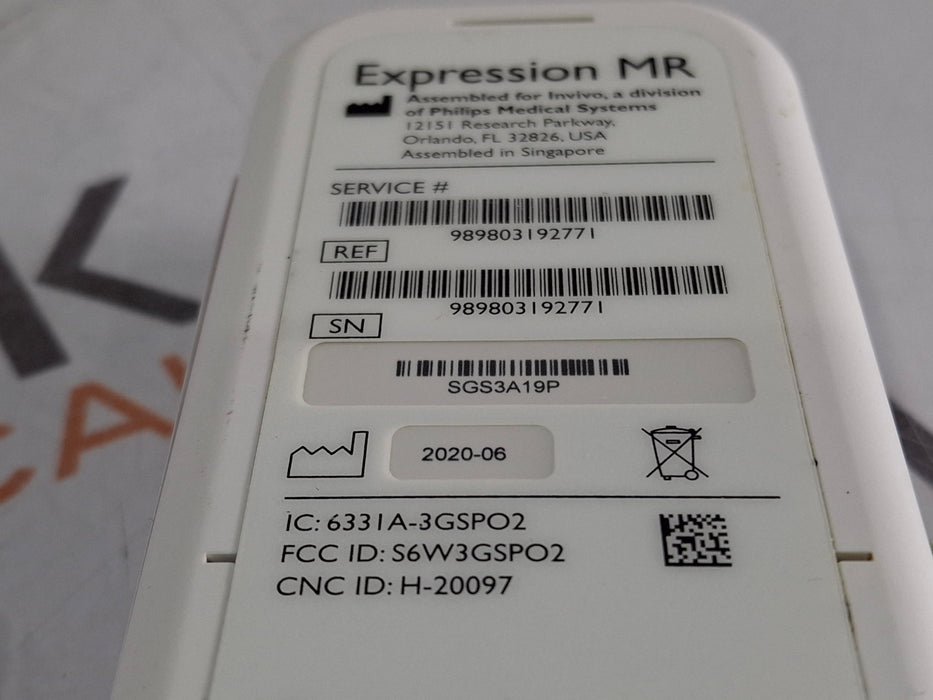 Expression MR
Assembled for Invivo, a division
of Philips Medical Systems
12151 Research Parkway,
Orlando, FL 32826, USA
Assembled in Singapore
SERVICE #
989803192771
REF
989803192771
SN
SGS3A19P
2020-06
IC: 6331A-3GSPO2
FCC ID: S6W3GSPO2
CNC ID: H-20097
K
CA